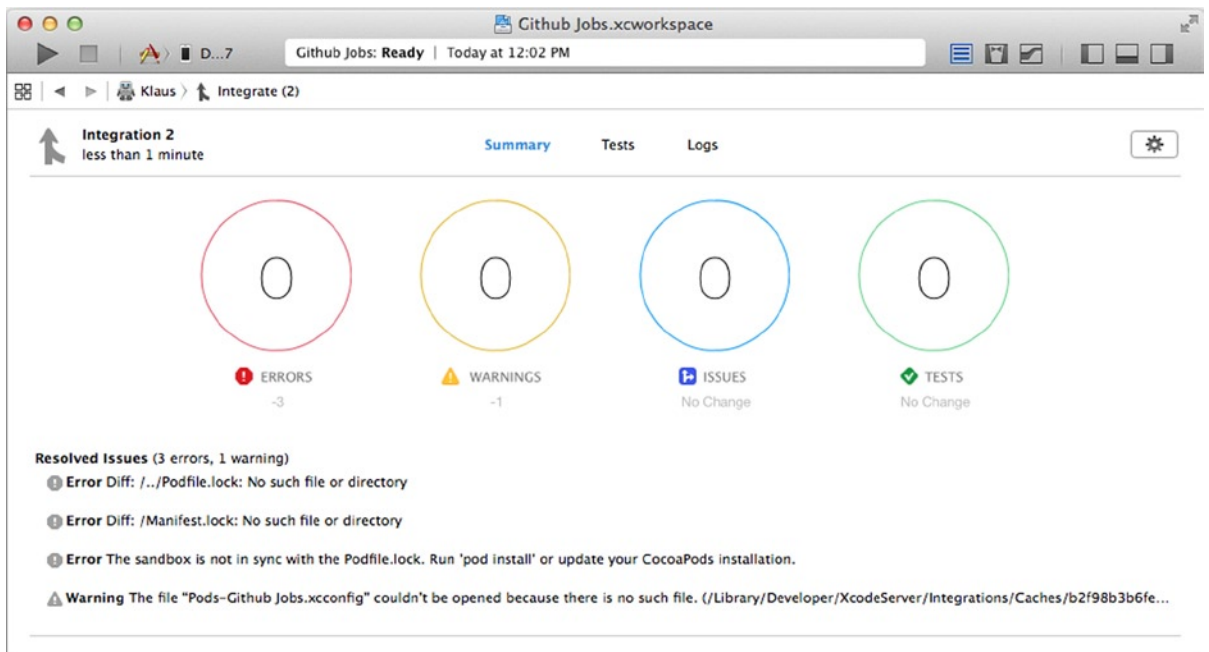 Github Jobs.xcworkspace
D...7
Github Jobs: Ready | Today at 12:02 PM
Klaus 〉 Integrate (2)
Integration 2
less than 1 minute
Summary
Tests
Logs
0
0
0
0
ERRORS
WARNINGS
ISSUES
TESTS
-3
-1
No Change
No Change
Resolved Issues (3 errors, 1 warning)
Error Diff: /../Podfile.lock: No such file or directory
Error Diff: /Manifest.lock: No such file or directory
Error The sandbox is not in sync with the Podfile.lock. Run 'pod install' or update your CocoaPods installation.
Warning The file "Pods-Github Jobs.xcconfig" couldn't be opened because there is no such file. (/Library/Developer/XcodeServer/Integrations/Caches/b2f98b3b6fe...